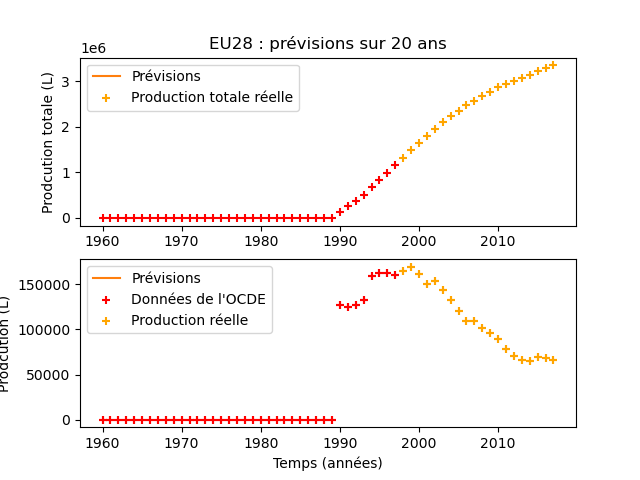 EU28 : prévisions sur 20 ans
1e6
Prodcution totale (L)
3
2
1
0
Prévisions
Production totale réelle
1960 1970 1980 1990 2000 2010
Prodcution (L)
150000
100000
50000
0
Prévisions
Données de l'OCDE
Production réelle
1960 1970 1980 1990 2000 2010
Temps (années)